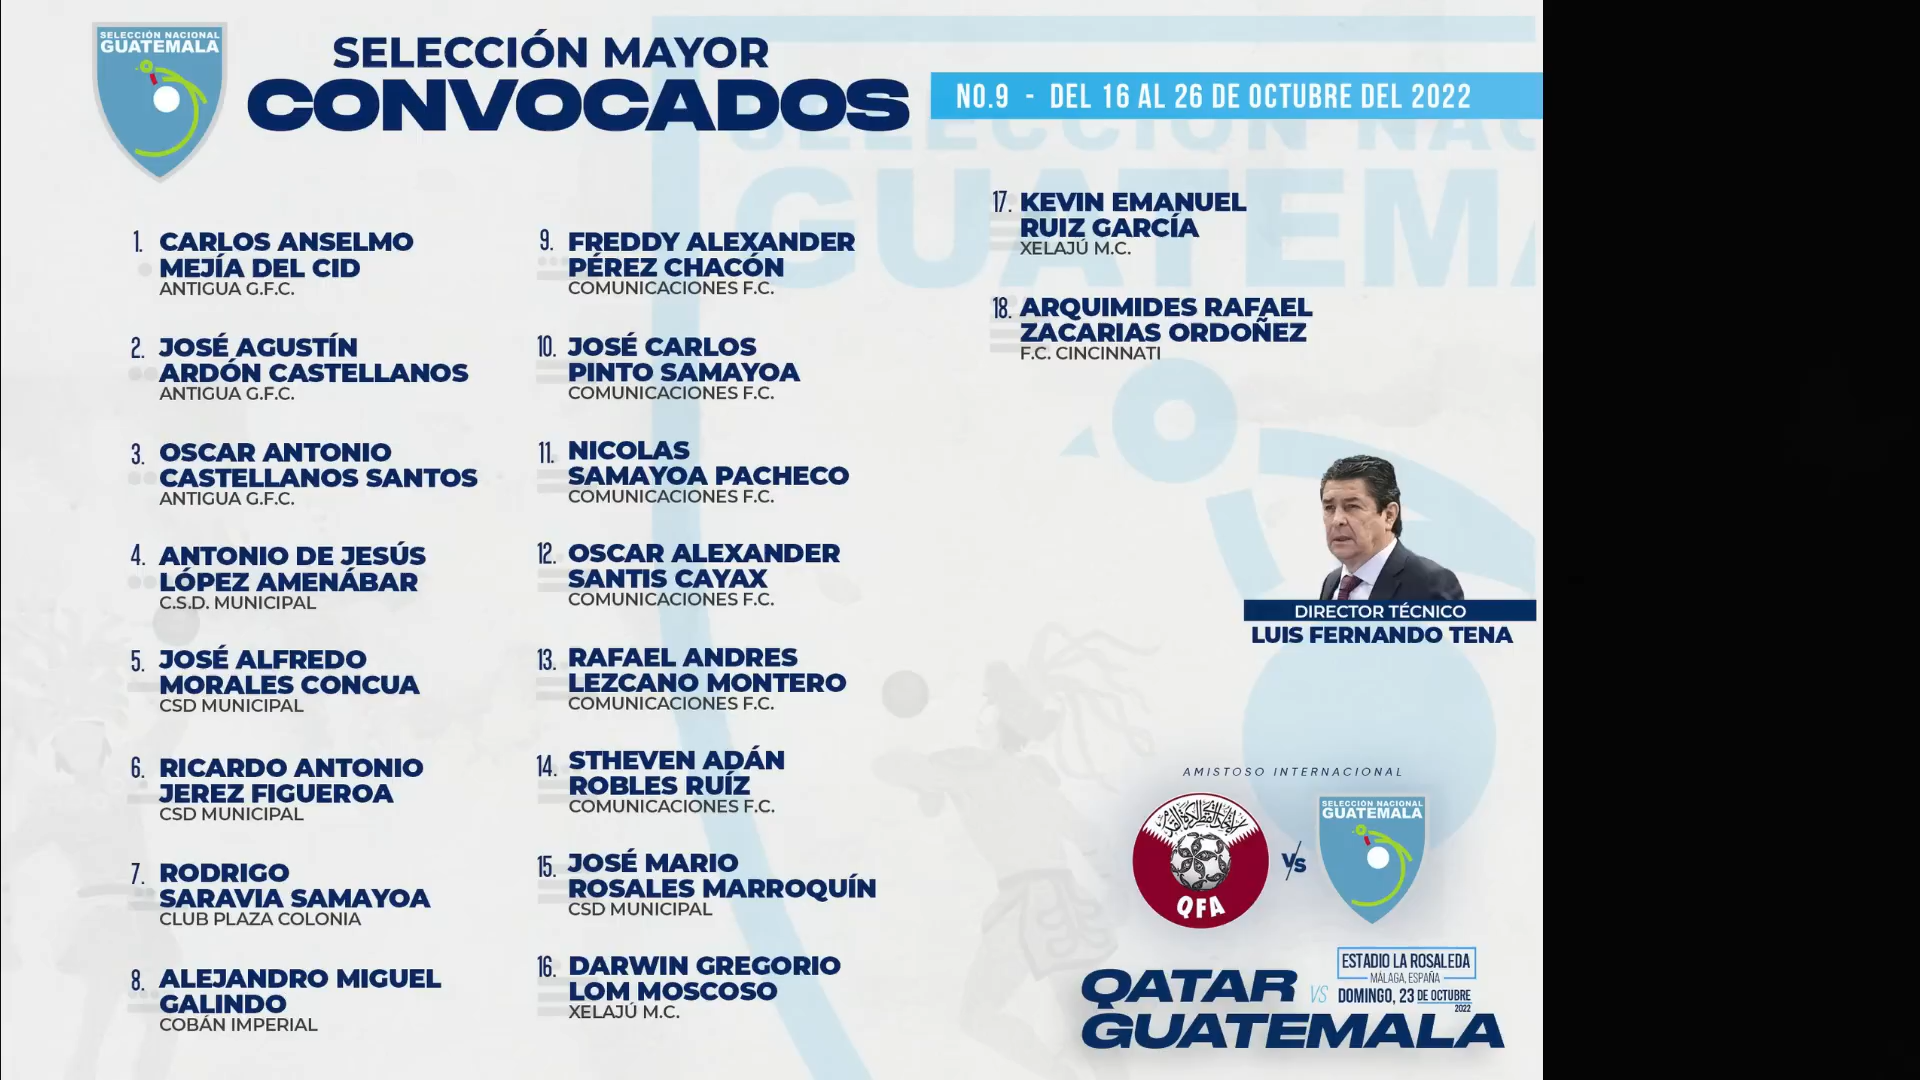 SELECCIÓN NACIONAL
GUATEMALA
SELECCIÓN MAYOR
CONVOCADOS
NO.9 - DEL 16 AL 26 DE OCTUBRE DEL 2022
SELECCIÓN NAC
GUATEMA
1. CARLOS ANSELMO
MEJÍA DEL CID
ANTIGUA G.F.C.
2. JOSÉ AGUSTÍN
ARDÓN CASTELLANOS
ANTIGUA G.F.C.
3. OSCAR ANTONIO
CASTELLANOS SANTOS
ANTIGUA G.F.C.
4. ANTONIO DE JESÚS
LÓPEZ AMENÁBAR
C.S.D. MUNICIPAL
5. JOSÉ ALFREDO
MORALES CONCUA
CSD MUNICIPAL
6. RICARDO ANTONIO
JEREZ FIGUEROA
CSD MUNICIPAL
7. RODRIGO
SARAVIA SAMAYOA
CLUB PLAZA COLONIA
8. ALEJANDRO MIGUEL
GALINDO
COBÁN IMPERIAL
9. FREDDY ALEXANDER
PÉREZ CHACÓN
COMUNICACIONES F.C.
10. JOSÉ CARLOS
PINTO SAMAYOA
COMUNICACIONES F.C.
11. NICOLAS
SAMAYOA PACHECO
COMUNICACIONES F.C.
12. OSCAR ALEXANDER
SANTIS CAYAX
COMUNICACIONES F.C.
13. RAFAEL ANDRES
LEZCANO MONTERO
COMUNICACIONES F.C.
14. STHEVEN ADÁN
ROBLES RUÍZ
COMUNICACIONES F.C.
15. JOSÉ MARIO
ROSALES MARROQUÍN
CSD MUNICIPAL
16. DARWIN GREGORIO
LOM MOSCOSO
XELAJÚ M.C.
17. KEVIN EMANUEL
RUIZ GARCÍA
XELAJÚ M.C.
18. ARQUIMIDES RAFAEL
ZACARIAS ORDOÑEZ
F.C. CINCINNATI
DIRECTOR TÉCNICO
LUIS FERNANDO TENA
AMISTOSO INTERNACIONAL
QFA
VS
SELECCIÓN NACIONAL
GUATEMALA
QATAR
VS
GUATEMALA
ESTADIO LA ROSALEDA
MÁLAGA, ESPAÑA
DOMINGO, 23 DE OCTUBRE
2022